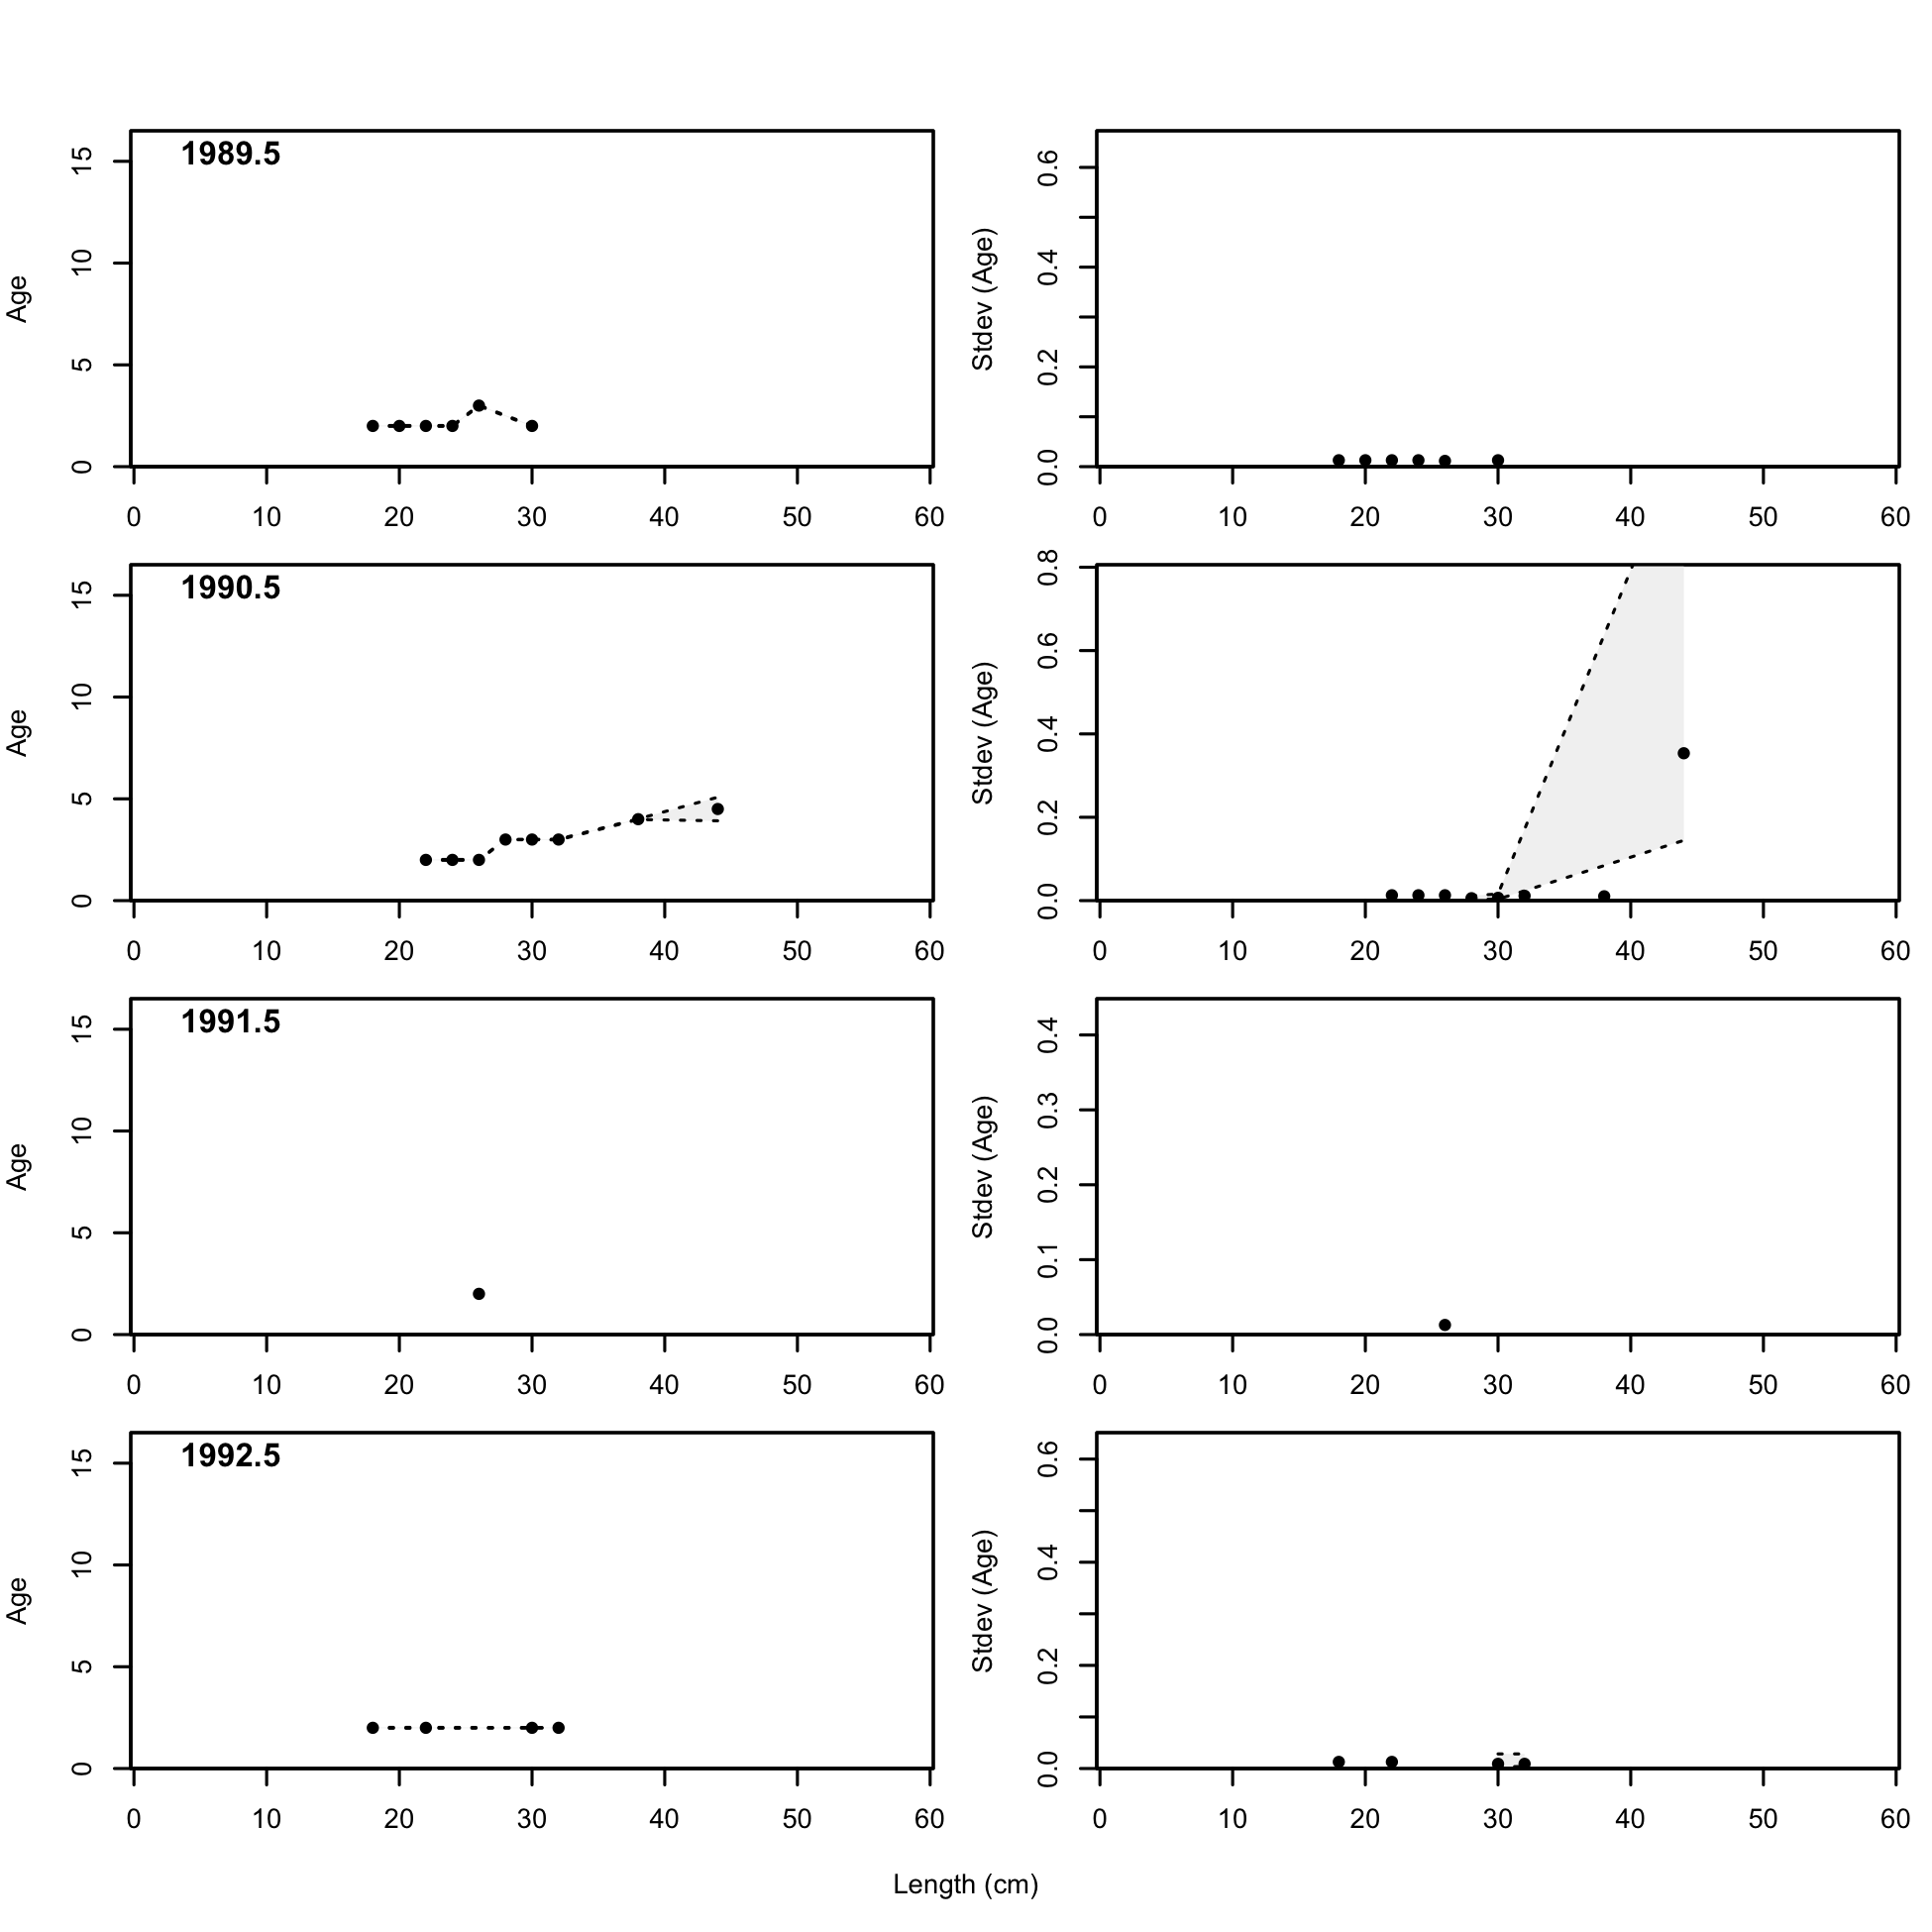 1989.5
Age
0 5 10 15
0 10 20 30 40 50 60
Stdev (Age)
0.0 0.2 0.4 0.6
0 10 20 30 40 50 60
1990.5
Age
0 5 10 15
0 10 20 30 40 50 60
Stdev (Age)
0.0 0.2 0.4 0.6 0.8
0 10 20 30 40 50 60
1991.5
Age
0 5 10 15
0 10 20 30 40 50 60
Stdev (Age)
0.0 0.1 0.2 0.3 0.4
0 10 20 30 40 50 60
1992.5
Age
0 5 10 15
0 10 20 30 40 50 60
Stdev (Age)
0.0 0.2 0.4 0.6
0 10 20 30 40 50 60
Length (cm)